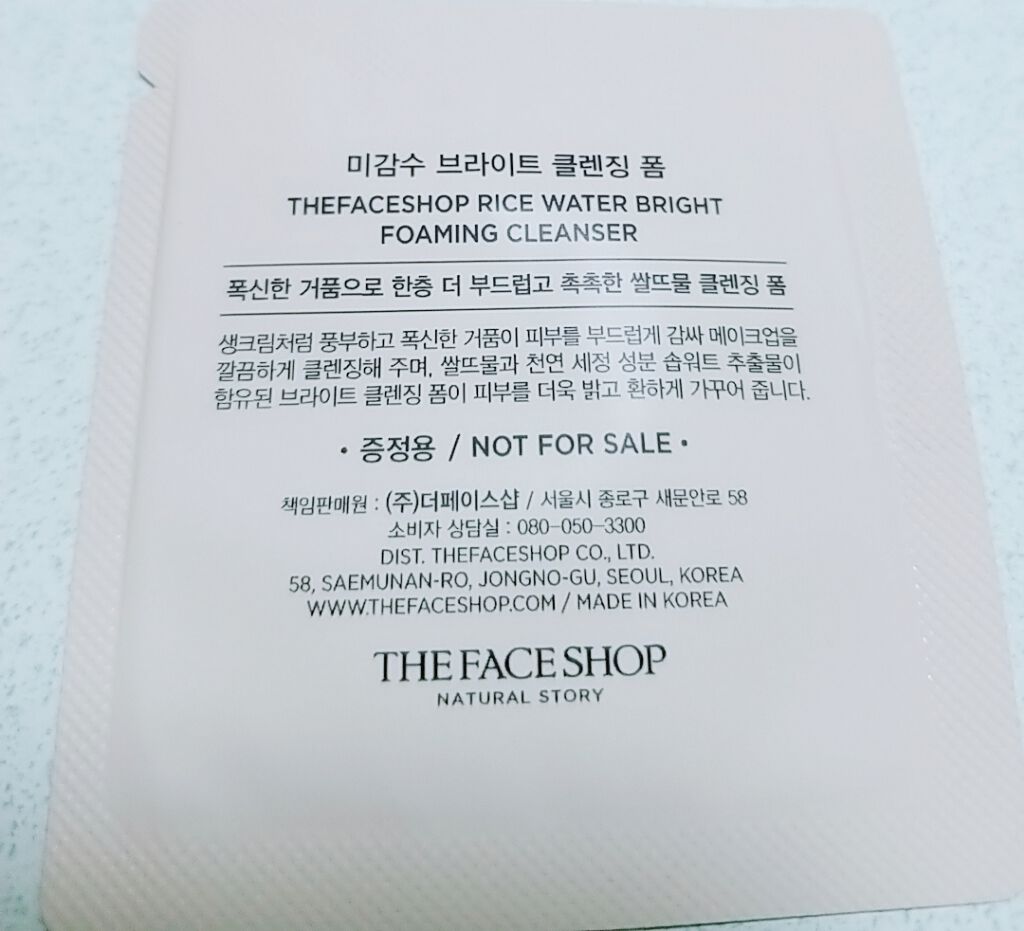 미감수 브라이트 클렌징 폼
THEFACESHOP RICE WATER BRIGHT
FOAMING CLEANSER
폭신한 거품으로 한층 더 부드럽고 촉촉한 쌀뜨물 클렌징 폼
생크림처럼 풍부하고 폭신한 거품이 피부를 부드럽게 감싸 메이크업을
깔끔하게 클렌징해 주며, 쌀뜨물과 천연 세정 성분 솝워트 추출물이
함유된 브라이트 클렌징 폼이 피부를 더욱 밝고 환하게 가꾸어 줍니다.
• 증정용 / NOT FOR SALE •
책임판매원 : (주)더페이스샵 / 서울시 종로구 새문안로 58
소비자 상담실 : 080-050-3300
DIST. THEFACESHOP CO., LTD.
58, SAEMUNAN-RO, JONGNO-GU, SEOUL, KOREA
WWW.THEFACESHOP.COM / MADE IN KOREA
THE FACE SHOP
NATURAL STORY